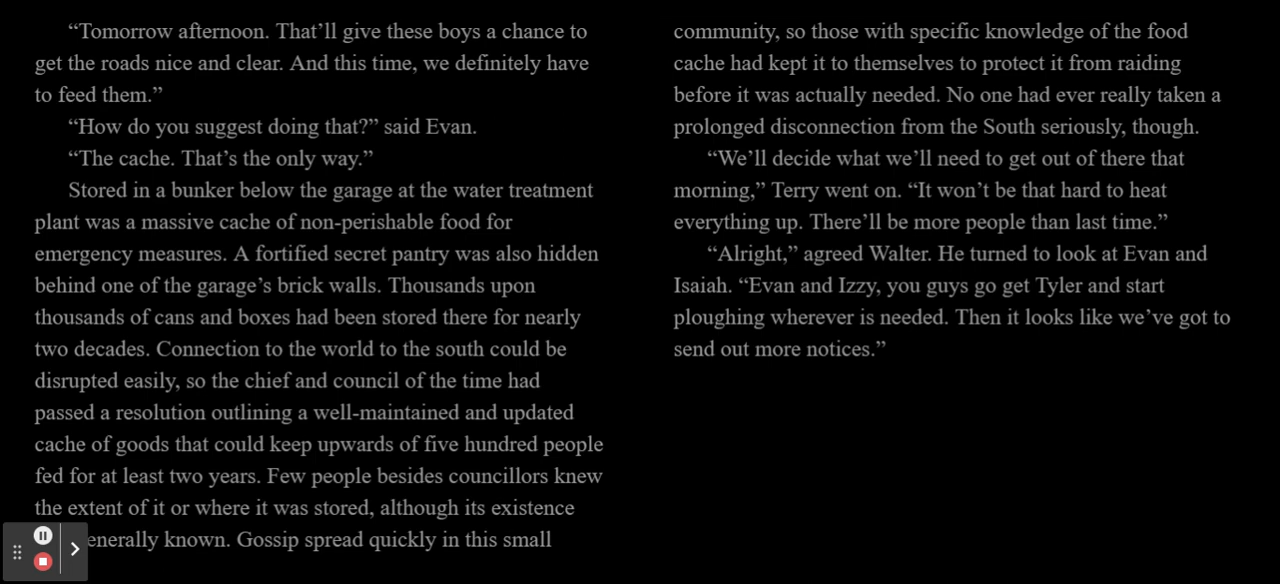 “Tomorrow afternoon. That’ll give these boys a chance to
get the roads nice and clear. And this time, we definitely have
to feed them.”
“How do you suggest doing that?” said Evan.
“The cache. That’s the only way.”
Stored in a bunker below the garage at the water treatment
plant was a massive cache of non-perishable food for
emergency measures. A fortified secret pantry was also hidden
behind one of the garage’s brick walls. Thousands upon
thousands of cans and boxes had been stored there for nearly
two decades. Connection to the world to the south could be
disrupted easily, so the chief and council of the time had
passed a resolution outlining a well-maintained and updated
cache of goods that could keep upwards of five hundred people
fed for at least two years. Few people besides councillors knew
the extent of it or where it was stored, although its existence
enerally known. Gossip spread quickly in this small
community, so those with specific knowledge of the food
cache had kept it to themselves to protect it from raiding
before it was actually needed. No one had ever really taken a
prolonged disconnection from the South seriously, though.
“We’ll decide what we’ll need to get out of there that
morning,” Terry went on. “It won’t be that hard to heat
everything up. There’ll be more people than last time.”
“Alright,” agreed Walter. He turned to look at Evan and
Isaiah. “Evan and Izzy, you guys go get Tyler and start
ploughing wherever is needed. Then it looks like we’ve got to
send out more notices.”